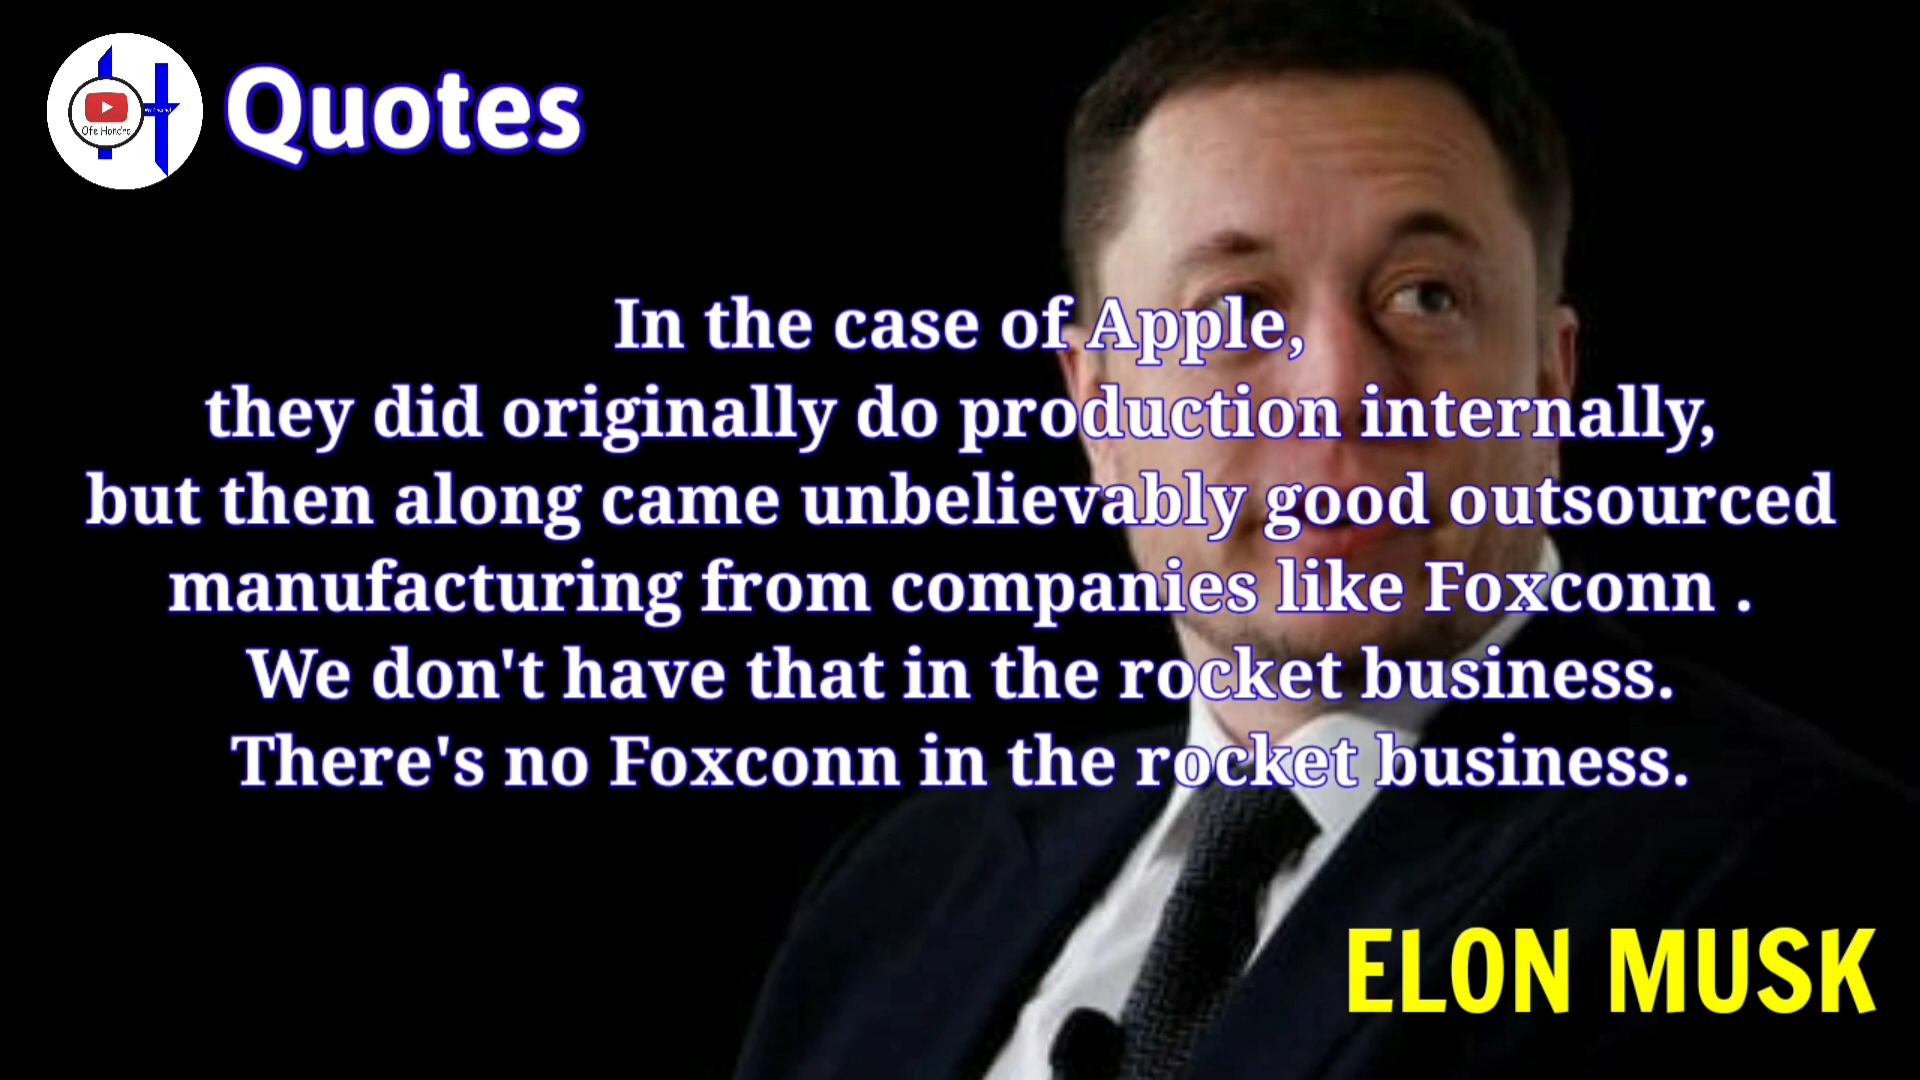 Quotes
Ofe Hondro
In the case of Apple,
they did originally do production internally,
but then along came unbelievably good outsourced
manufacturing from companies like Foxconn .
We don't have that in the rocket business.
There's no Foxconn in the rocket business.
ELON MUSK